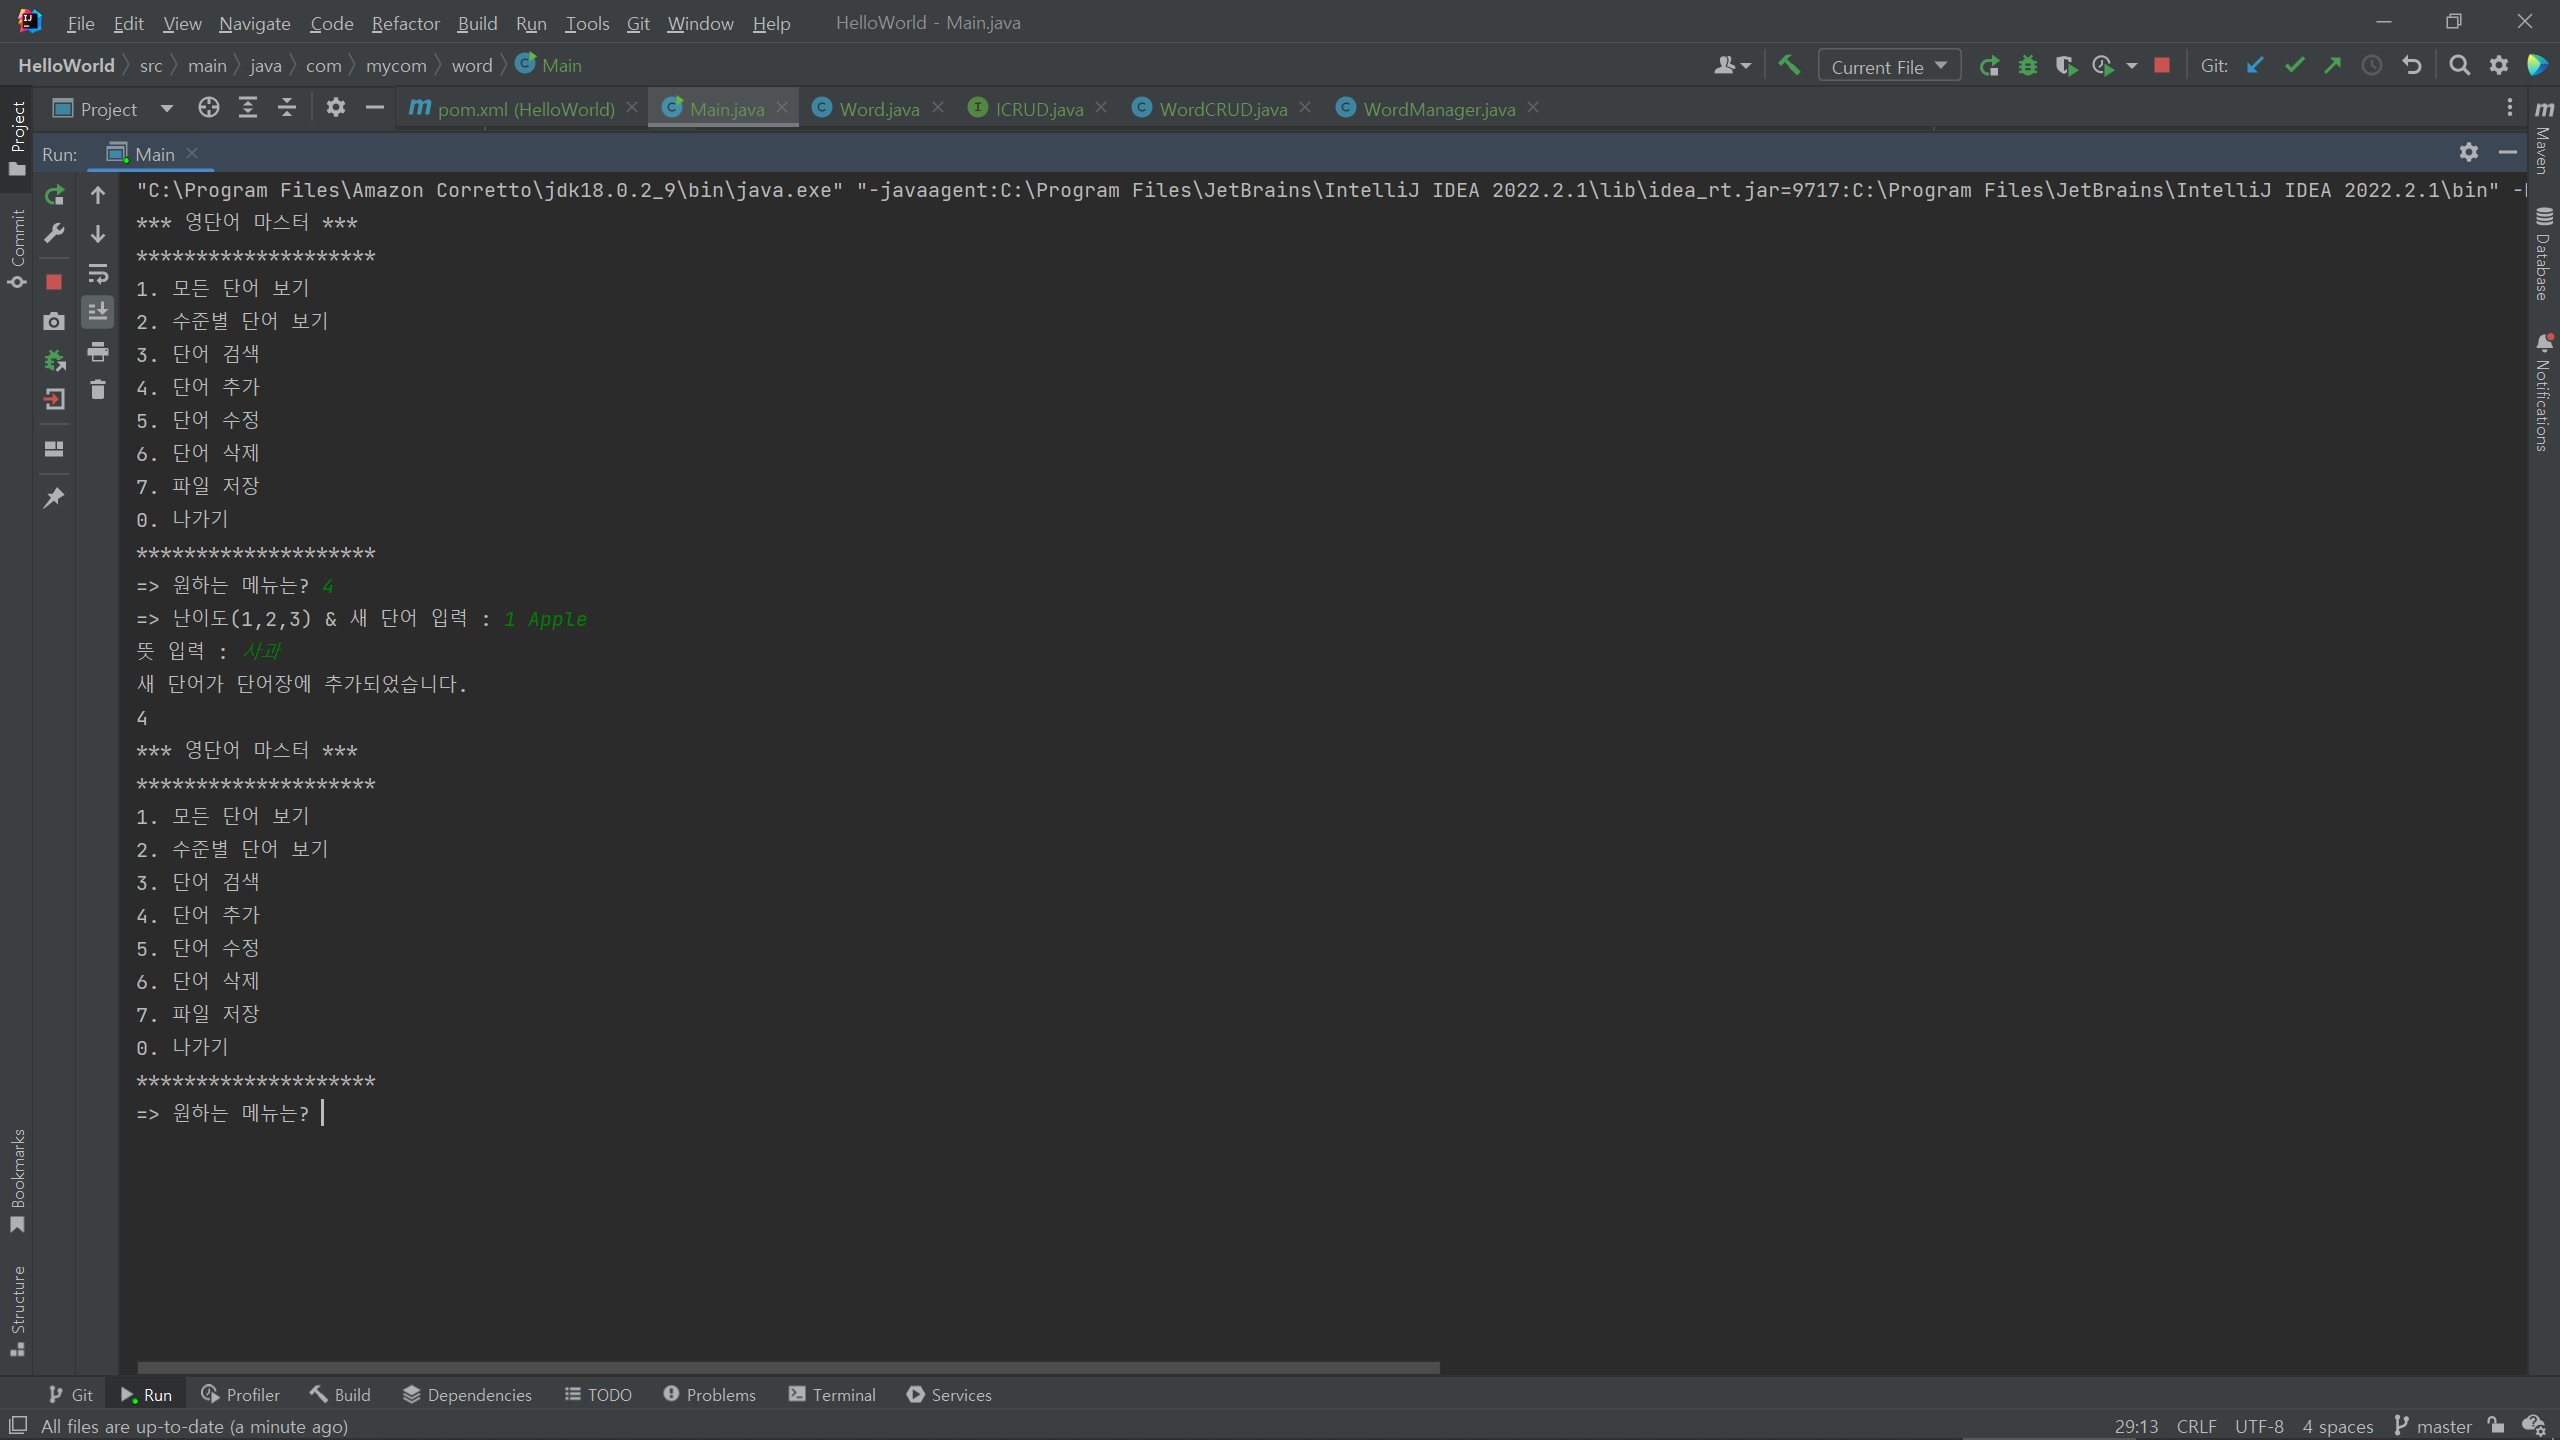 File Edit View Navigate Code Refactor Build Run Tools Git Window Help HelloWorld - Main.java
HelloWorld src main java com mycom word Main Current File Git:
Project pom.xml (HelloWorld) Main.java Word.java ICRUD.java WordCRUD.java WordManager.java
Run: Main
"C:\Program Files\Amazon Corretto\jdk18.0.2_9\bin\java.exe" "-javaagent:C:\Program Files\JetBrains\IntelliJ IDEA 2022.2.1\lib\idea_rt.jar=9717:C:\Program Files\JetBrains\IntelliJ IDEA 2022.2.1\bin"
*** 영단어 마스터 ***
********************
1. 모든 단어 보기
2. 수준별 단어 보기
3. 단어 검색
4. 단어 추가
5. 단어 수정
6. 단어 삭제
7. 파일 저장
0. 나가기
********************
=> 원하는 메뉴는? 4
=> 난이도(1,2,3) & 새 단어 입력 : 1 Apple
뜻 입력 : 사과
새 단어가 단어장에 추가되었습니다.
4
*** 영단어 마스터 ***
********************
1. 모든 단어 보기
2. 수준별 단어 보기
3. 단어 검색
4. 단어 추가
5. 단어 수정
6. 단어 삭제
7. 파일 저장
0. 나가기
********************
=> 원하는 메뉴는?
Project
Commit
Bookmarks
Structure
Maven
Database
Notifications
Git Run Profiler Build Dependencies TODO Problems Terminal Services
All files are up-to-date (a minute ago) 29:13 CRLF UTF-8 4 spaces master